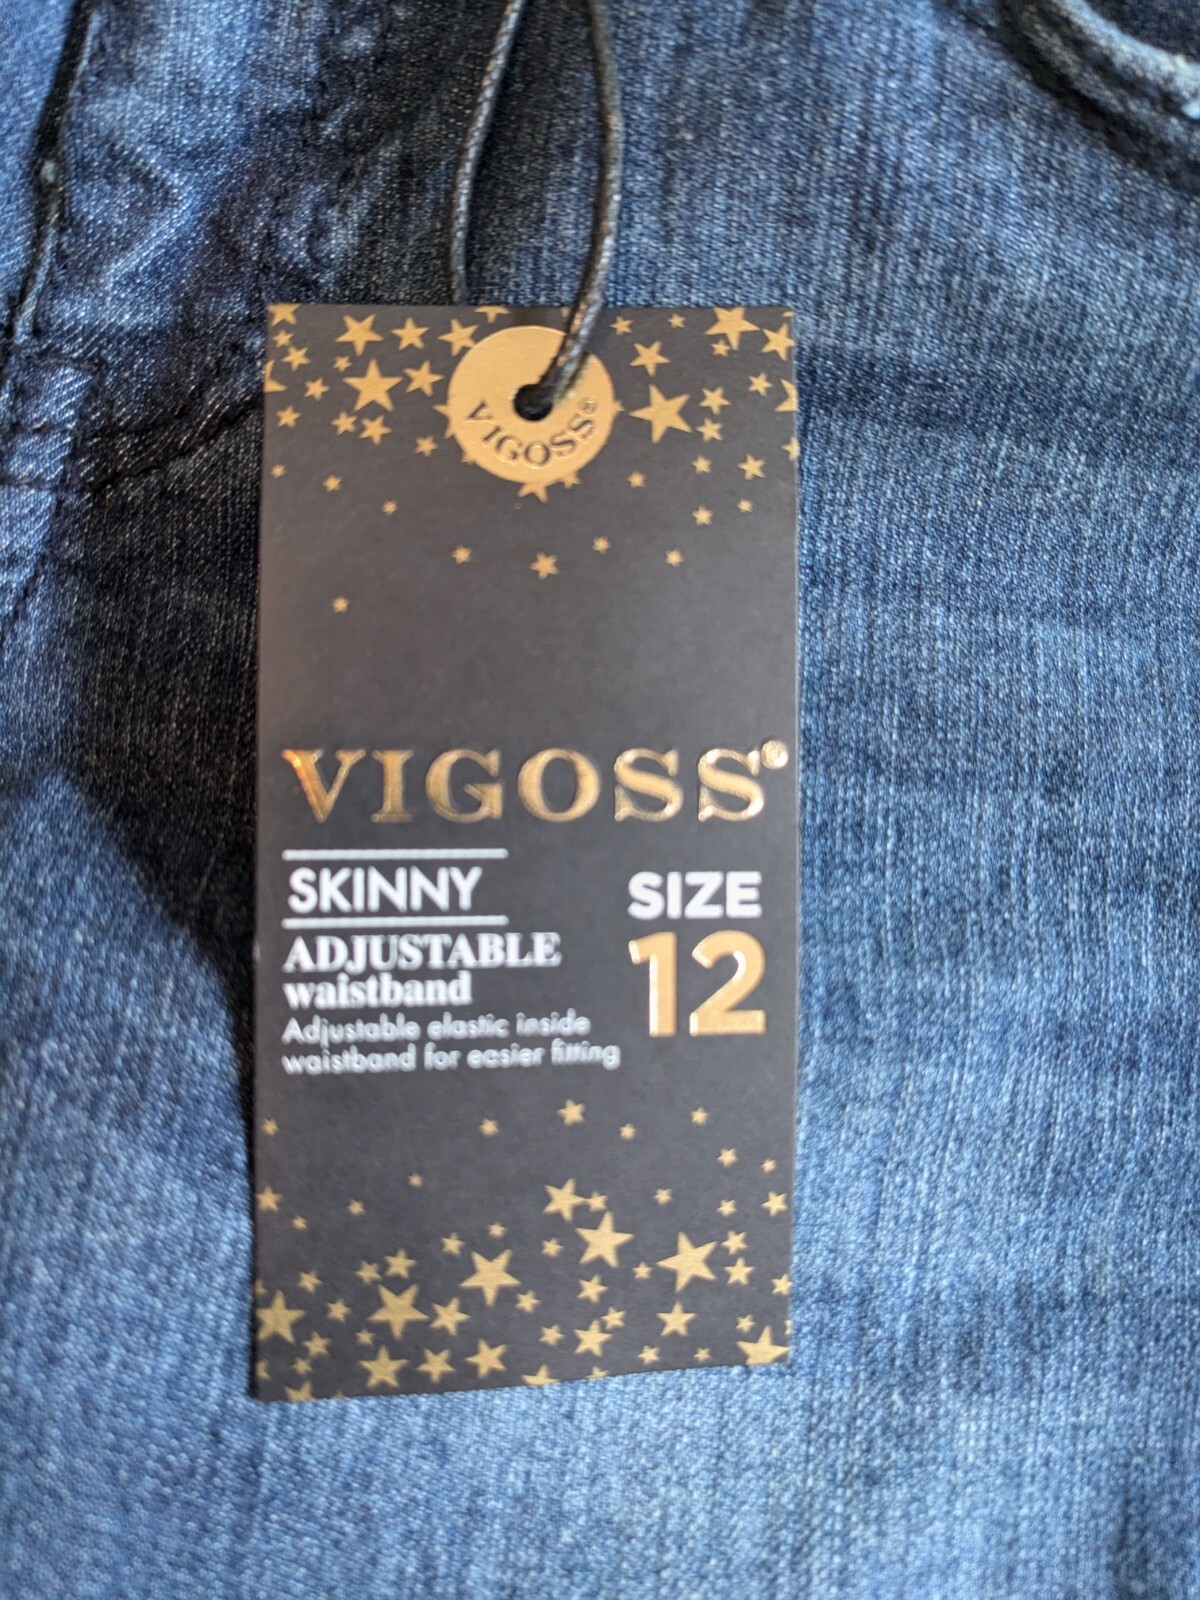 VIGOSS®
VIGOSS®
SKINNY
SIZE
12
ADJUSTABLE
waistband
Adjustable elastic inside
waistband for easier fitting